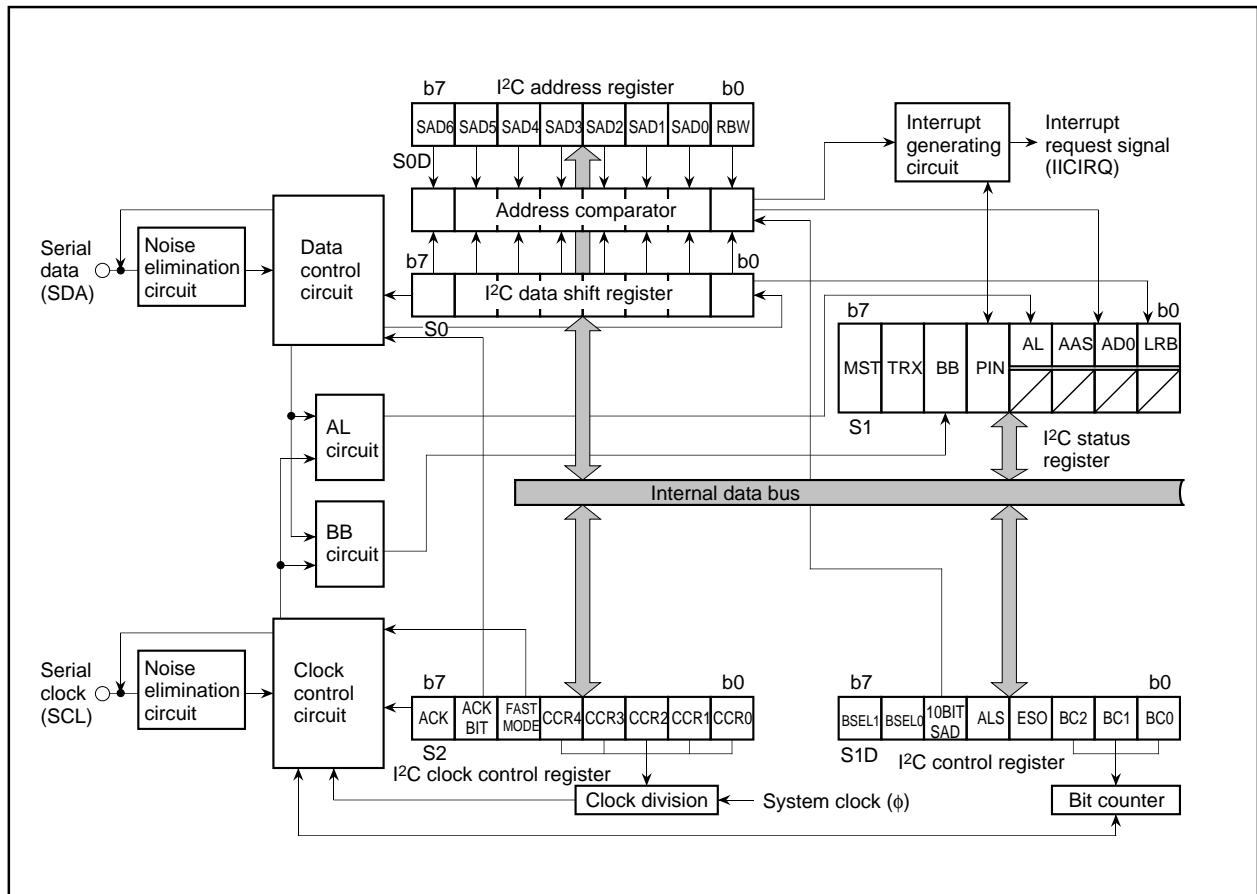 b7 I²C address register b0
SAD6 SAD5 SAD4 SAD3 SAD2 SAD1 SAD0 RBW
S0D
Interrupt
generating
circuit
Interrupt
request signal
(IICIRQ)
Address comparator
Serial
data
(SDA)
Noise
elimination
circuit
Data
control
circuit
b7 b0
I²C data shift register
S0
b7 b0
MST TRX BB PIN AL AAS AD0 LRB
S1
I²C status
register
AL
circuit
Internal data bus
BB
circuit
Serial
clock
(SCL)
Noise
elimination
circuit
Clock
control
circuit
b7 b0
ACK ACK BIT FAST MODE CCR4 CCR3 CCR2 CCR1 CCR0
S2
I²C clock control register
Clock division
System clock (φ)
b7 b0
BSEL1 BSEL0 10BIT SAD ALS ESO BC2 BC1 BC0
S1D
I²C control register
Bit counter